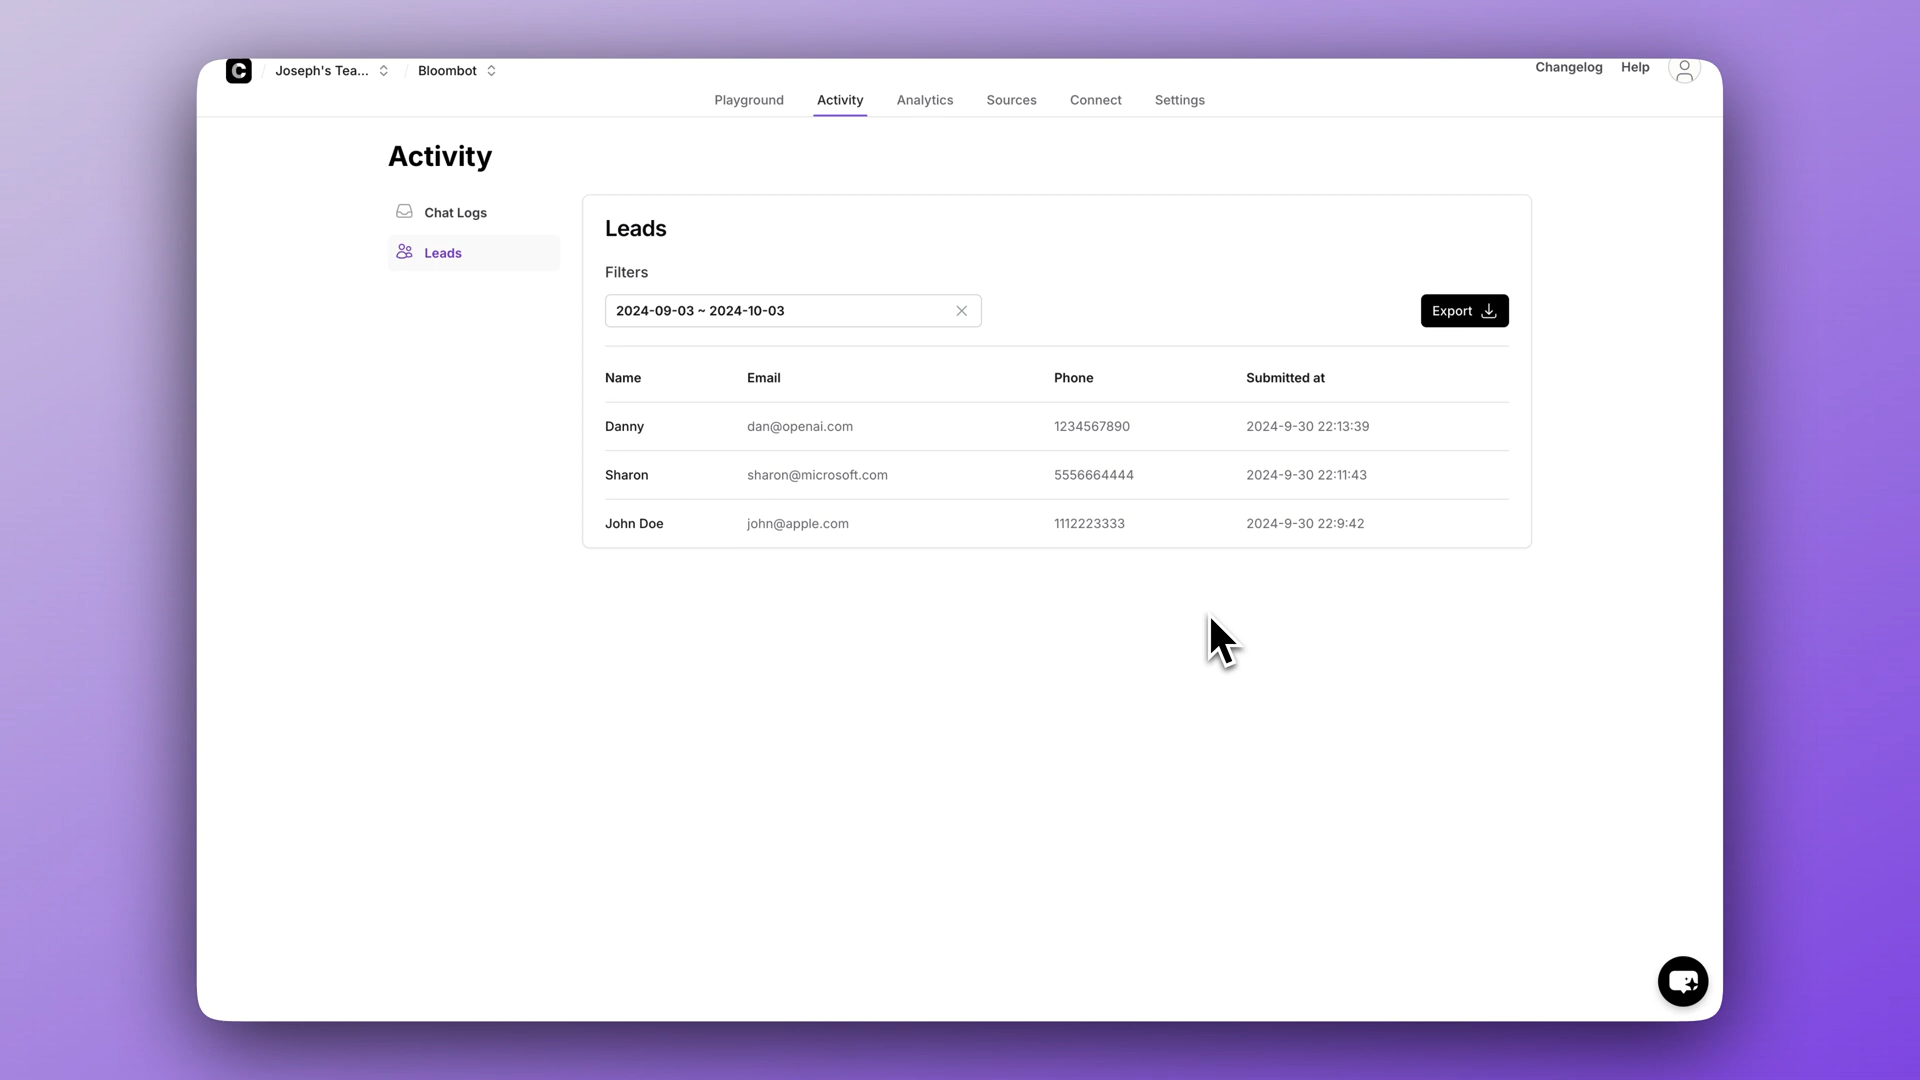 C / Joseph's Tea... / Bloombot Changelog Help
Playground Activity Analytics Sources Connect Settings
Activity
Chat Logs
Leads
Leads
Filters
2024-09-03 ~ 2024-10-03 Export
Name Email Phone Submitted at
Danny dan@openai.com 1234567890 2024-9-30 22:13:39
Sharon sharon@microsoft.com 5556664444 2024-9-30 22:11:43
John Doe john@apple.com 1112223333 2024-9-30 22:9:42